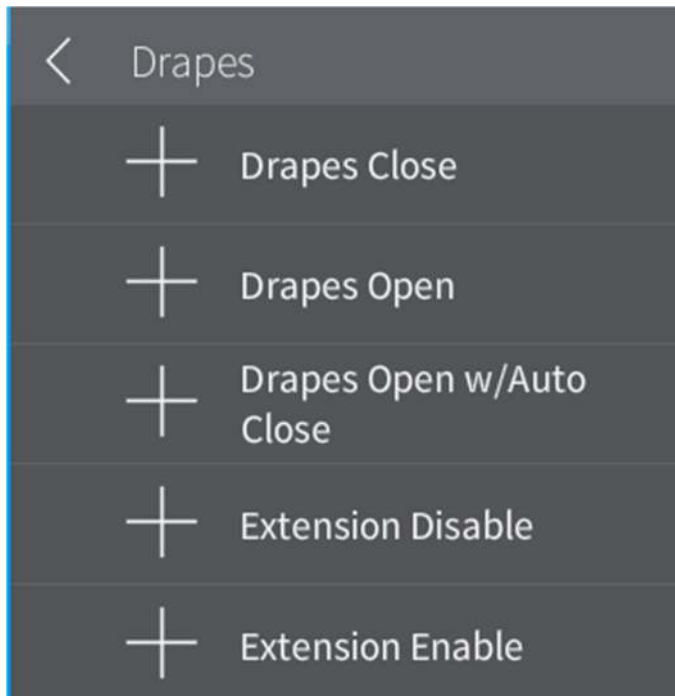 Drapes
Drapes Close
Drapes Open
Drapes Open w/Auto
Close
Extension Disable
Extension Enable